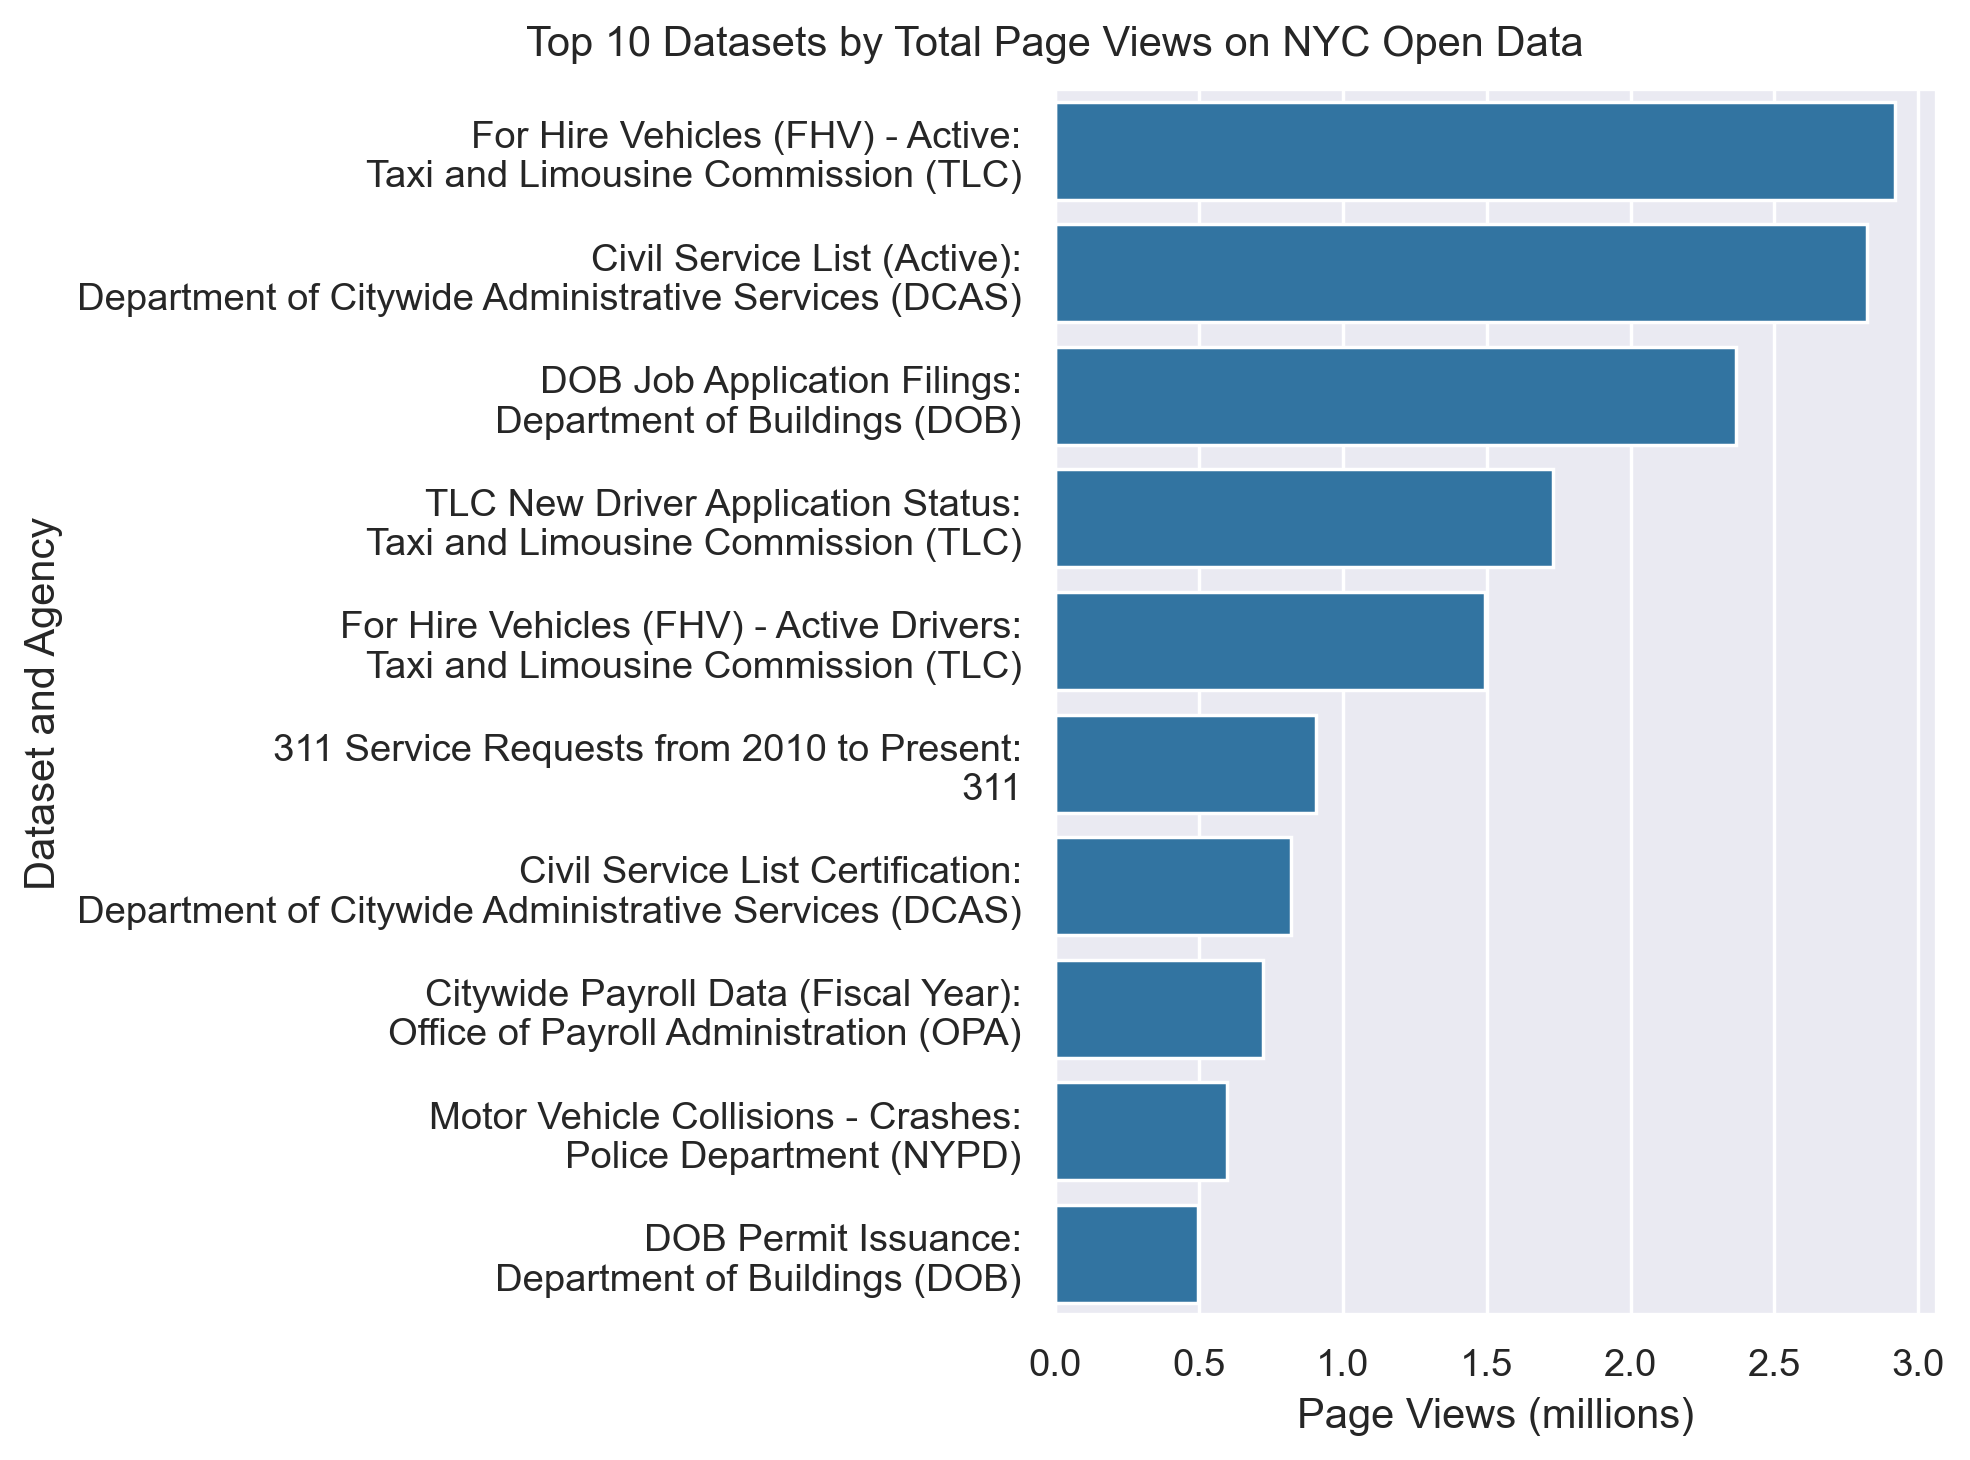 Top 10 Datasets by Total Page Views on NYC Open Data
For Hire Vehicles (FHV) - Active:
Taxi and Limousine Commission (TLC)
Civil Service List (Active):
Department of Citywide Administrative Services (DCAS)
DOB Job Application Filings:
Department of Buildings (DOB)
TLC New Driver Application Status:
Taxi and Limousine Commission (TLC)
For Hire Vehicles (FHV) - Active Drivers:
Taxi and Limousine Commission (TLC)
311 Service Requests from 2010 to Present:
311
Civil Service List Certification:
Department of Citywide Administrative Services (DCAS)
Citywide Payroll Data (Fiscal Year):
Office of Payroll Administration (OPA)
Motor Vehicle Collisions - Crashes:
Police Department (NYPD)
DOB Permit Issuance:
Department of Buildings (DOB)
Dataset and Agency
0.0 0.5 1.0 1.5 2.0 2.5 3.0
Page Views (millions)